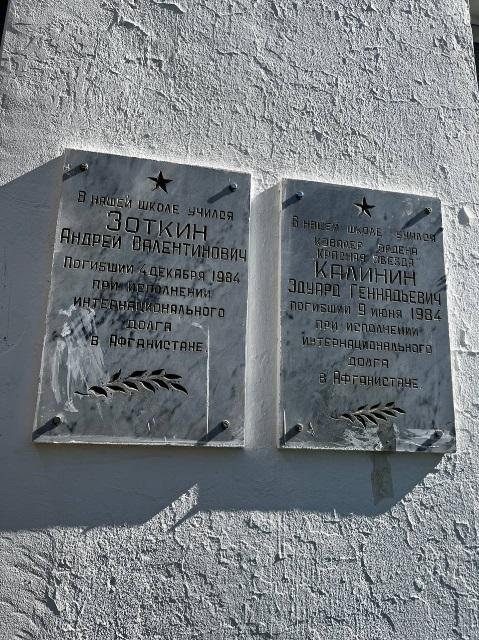 В нашей школе учился
Зоткин
Андрей Валентинович
Погибший 4 декабря 1984
при исполнении
интернационального
долга
в Афганистане.
В нашей школе учился
кавалер ордена
"Красная звезда"
Калинин
Эдуард Геннадьевич
погибший 9 июня 1984
при исполнении
интернационального
долга
в Афганистане.